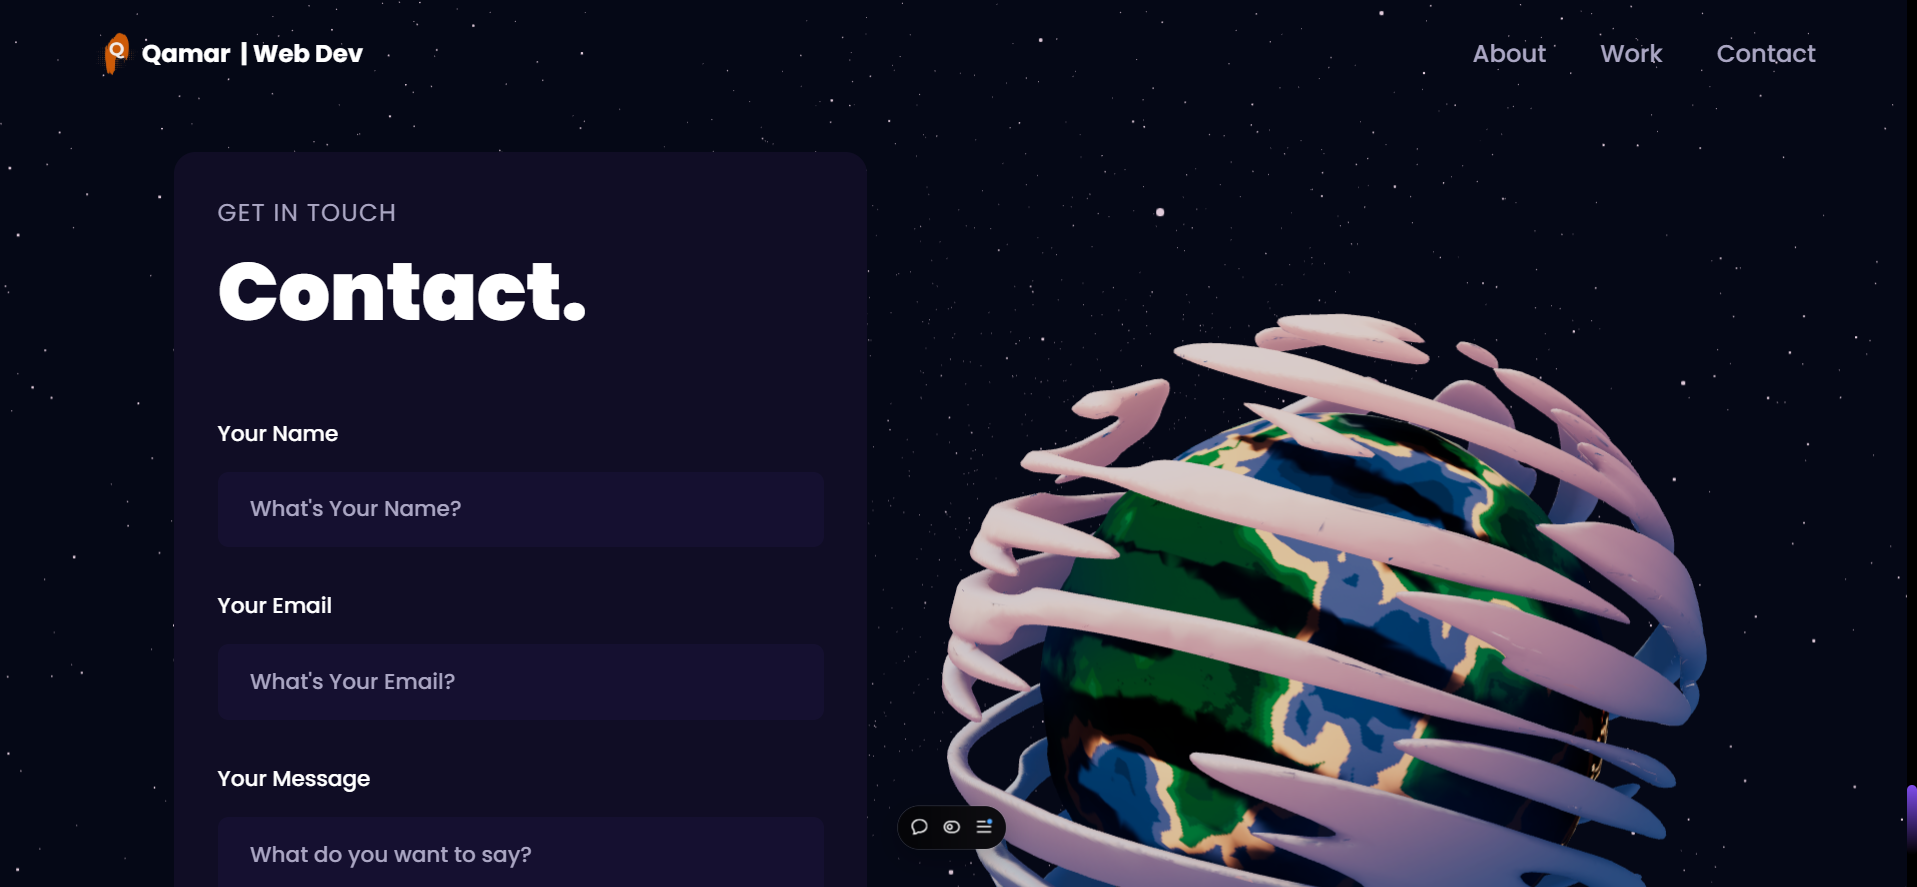 Q
Qamar | Web Dev
About
Work
Contact
GET IN TOUCH
Contact.
Your Name
What's Your Name?
Your Email
What's Your Email?
Your Message
What do you want to say?